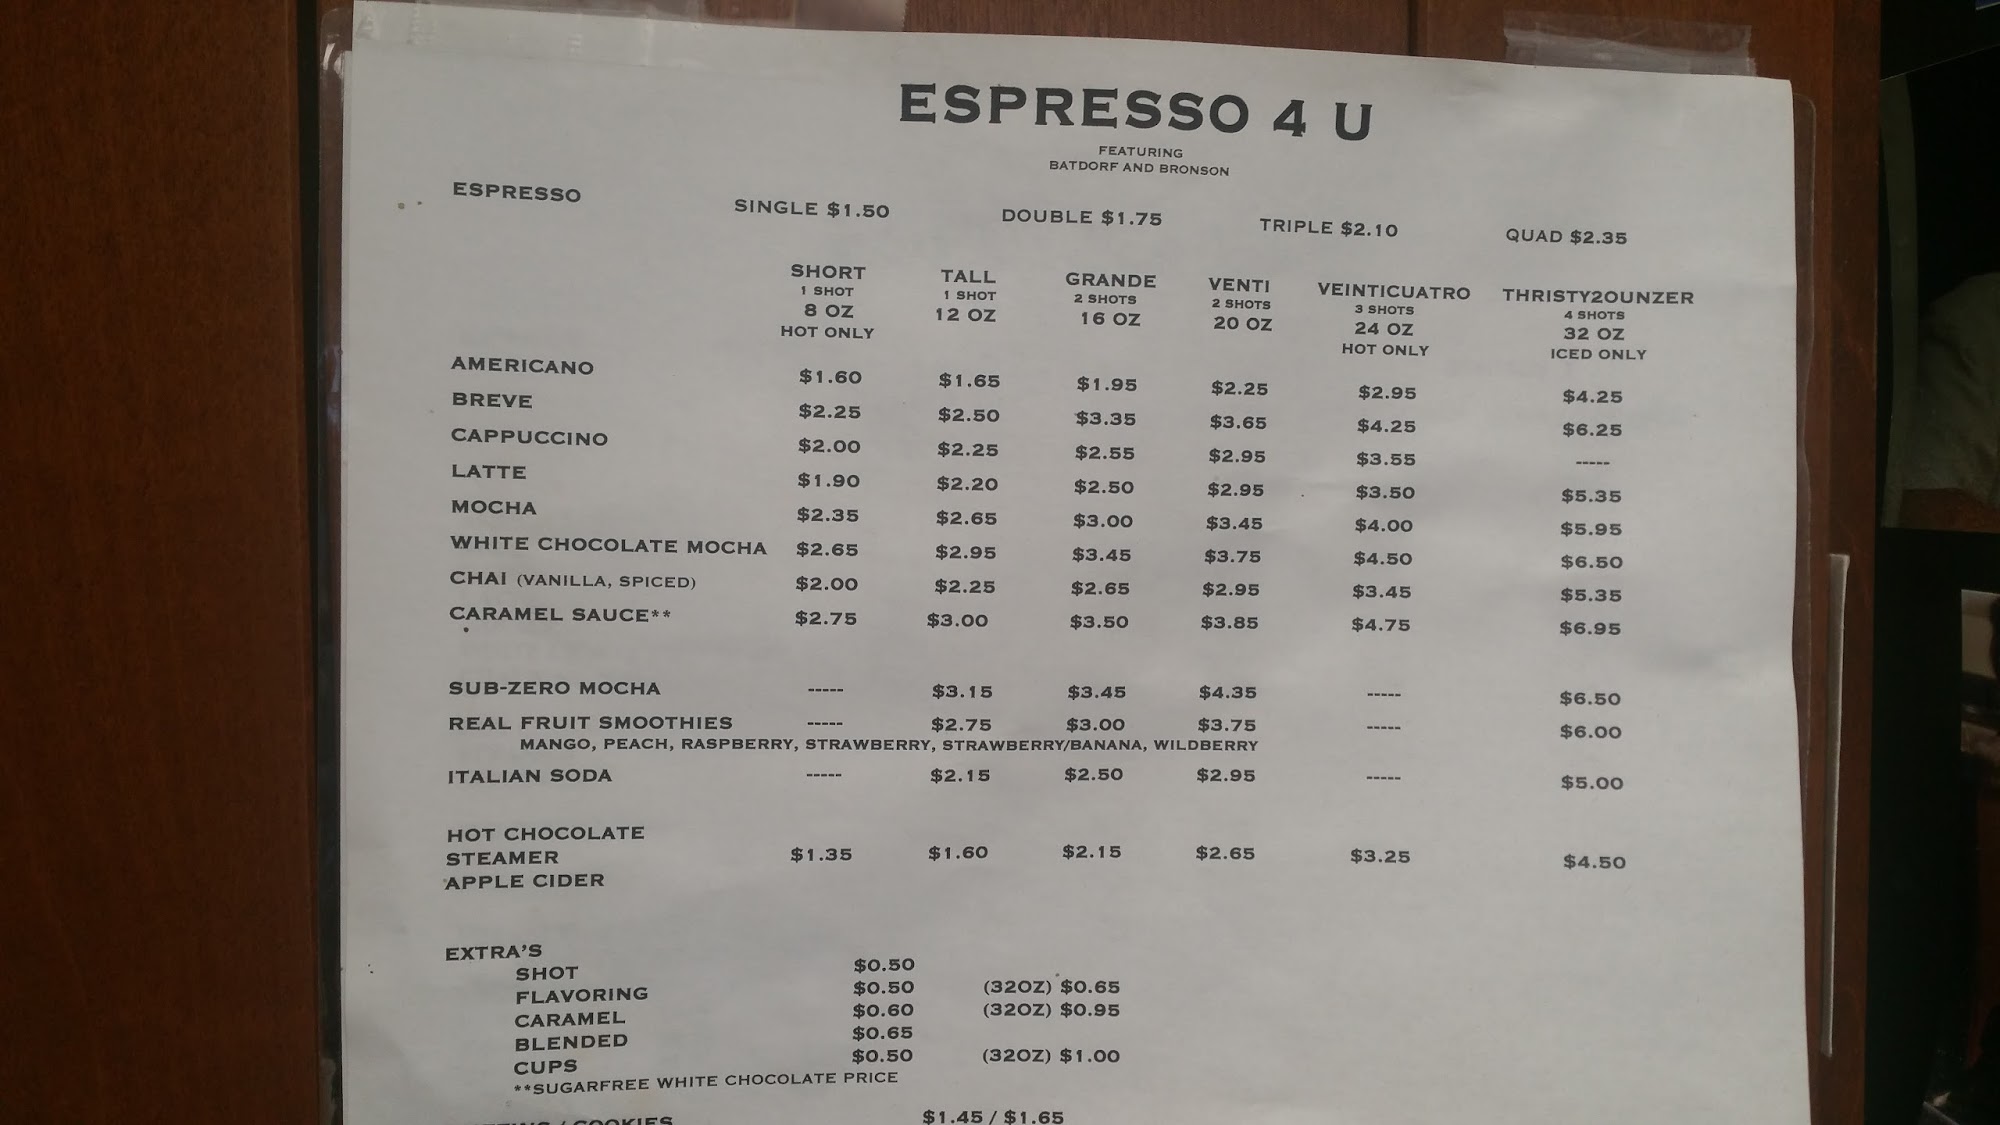 ESPRESSO 4 U
FEATURING
BATDORF AND BRONSON
ESPRESSO SINGLE $1.50 DOUBLE $1.75 TRIPLE $2.10 QUAD $2.35
SHORT TALL GRANDE VENTI VEINTICUATRO THRISTY2OUNZER
1 SHOT 1 SHOT 2 SHOTS 2 SHOTS 3 SHOTS 4 SHOTS
8 OZ 12 OZ 16 OZ 20 OZ 24 OZ 32 OZ
HOT ONLY HOT ONLY ICED ONLY
AMERICANO $1.60 $1.65 $1.95 $2.25 $2.95 $4.25
BREVE $2.25 $2.50 $3.35 $3.65 $4.25 $6.25
CAPPUCCINO $2.00 $2.25 $2.55 $2.95 $3.55 -----
LATTE $1.90 $2.20 $2.50 $2.95 $3.50 $5.35
MOCHA $2.35 $2.65 $3.00 $3.45 $4.00 $5.95
WHITE CHOCOLATE MOCHA $2.65 $2.95 $3.45 $3.75 $4.50 $6.50
CHAI (VANILLA, SPICED) $2.00 $2.25 $2.65 $2.95 $3.45 $5.35
CARAMEL SAUCE** $2.75 $3.00 $3.50 $3.85 $4.75 $6.95
SUB-ZERO MOCHA ----- $3.15 $3.45 $4.35 ----- $6.50
REAL FRUIT SMOOTHIES ----- $2.75 $3.00 $3.75 ----- $6.00
MANGO, PEACH, RASPBERRY, STRAWBERRY, STRAWBERRY/BANANA, WILDBERRY
ITALIAN SODA ----- $2.15 $2.50 $2.95 ----- $5.00
HOT CHOCOLATE
STEAMER $1.35 $1.60 $2.15 $2.65 $3.25 $4.50
APPLE CIDER
EXTRA'S
SHOT $0.50
FLAVORING $0.50 (32OZ) $0.65
CARAMEL $0.60 (32OZ) $0.95
BLENDED $0.65
CUPS $0.50 (32OZ) $1.00
**SUGARFREE WHITE CHOCOLATE PRICE
/ COOKIES $1.45 / $1.65